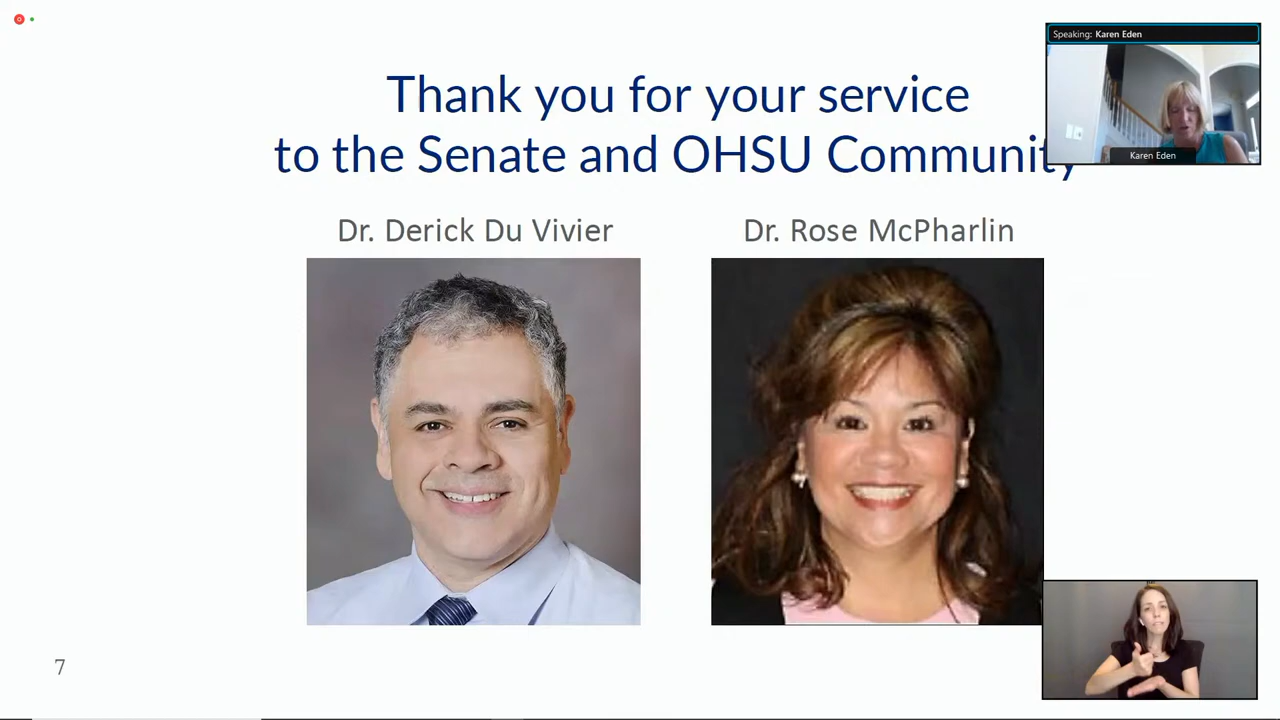 Speaking: Karen Eden
Thank you for your service
to the Senate and OHSU Community
Karen Eden
Dr. Derick Du Vivier
Dr. Rose McPharlin
7